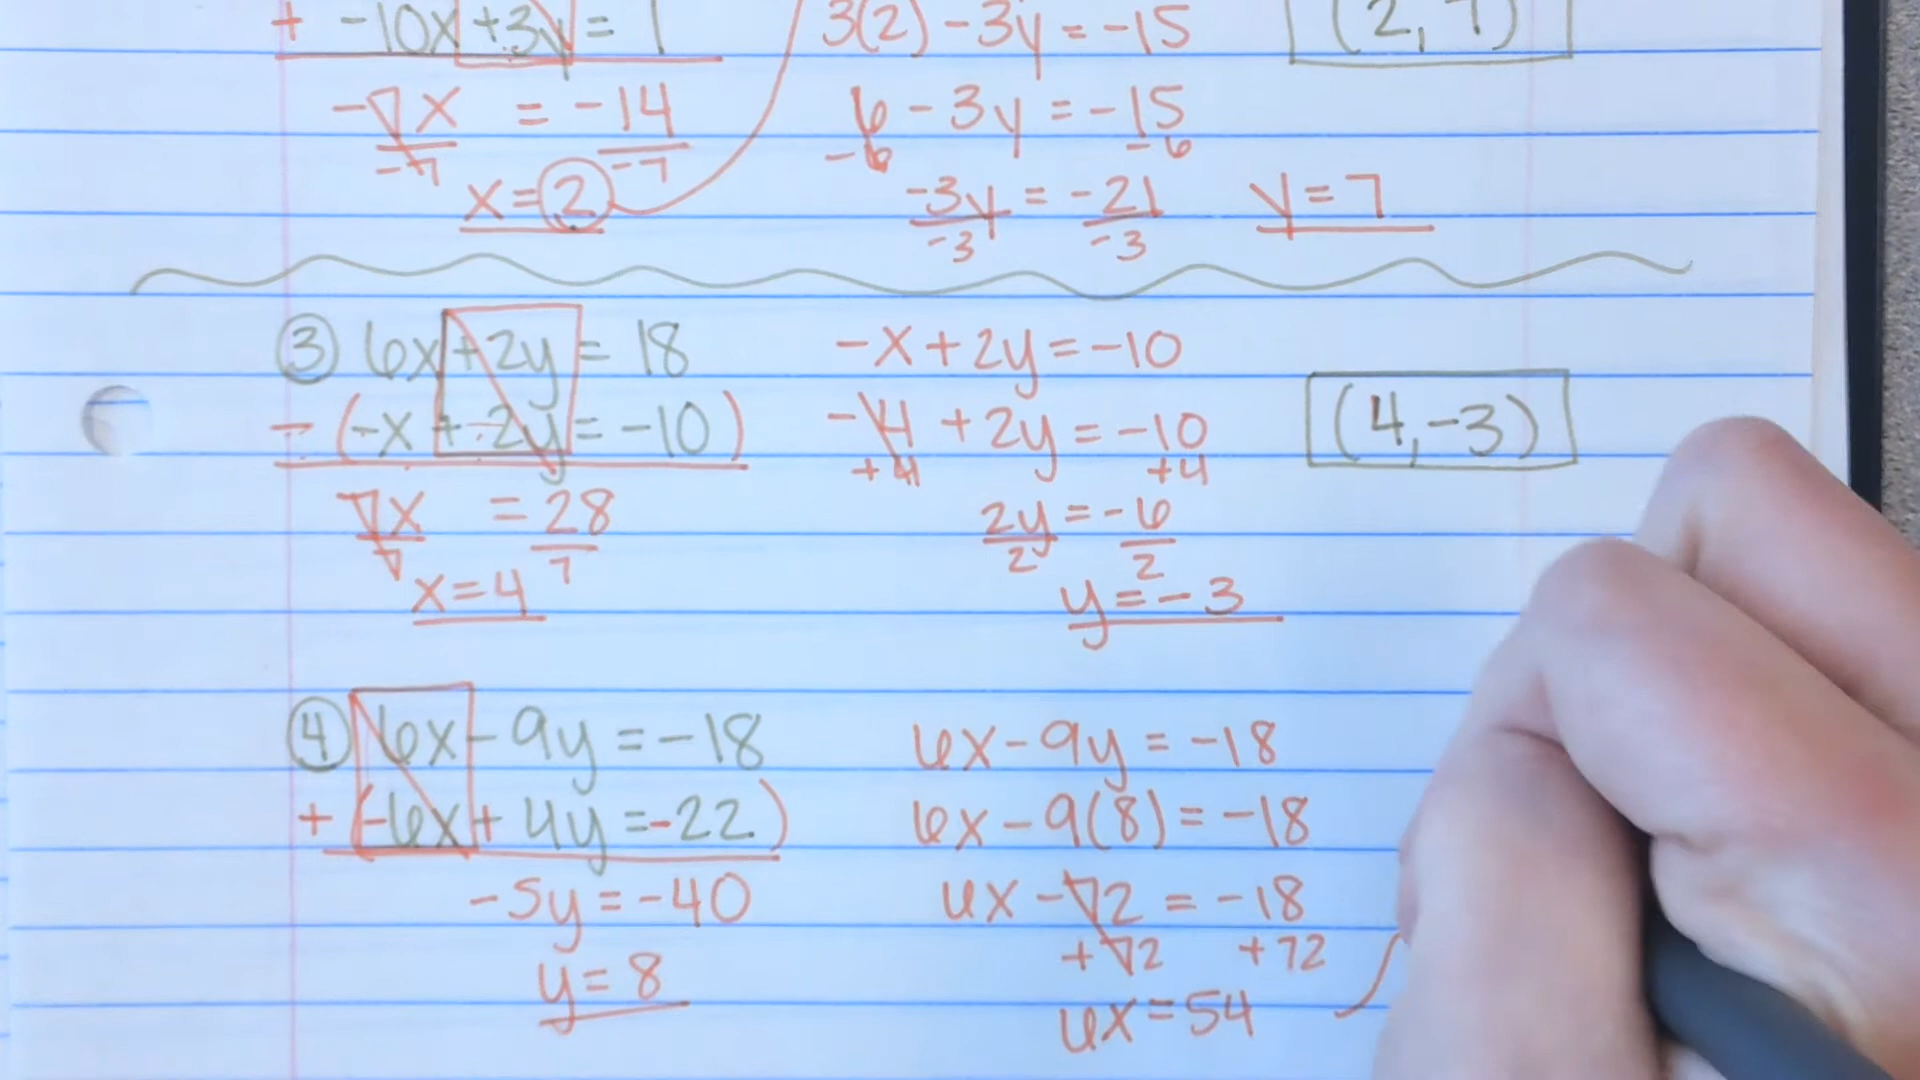 + -10x +3y = 1
-7x = -14
-7 -7
x = 2
3(2) - 3y = -15
6 - 3y = -15
-6 -6
-3y = -21
-3 -3
y = 7
(2, 7)
③ 6x + 2y = 18
- (-x + 2y = -10)
7x = 28
7 7
x = 4
-x + 2y = -10
-4 + 2y = -10
+4 +4
2y = -6
2 2
y = -3
(4, -3)
④ 6x - 9y = -18
+ (-6x + 4y = -22)
-5y = -40
y = 8
6x - 9y = -18
6x - 9(8) = -18
6x - 72 = -18
+72 +72
6x = 54